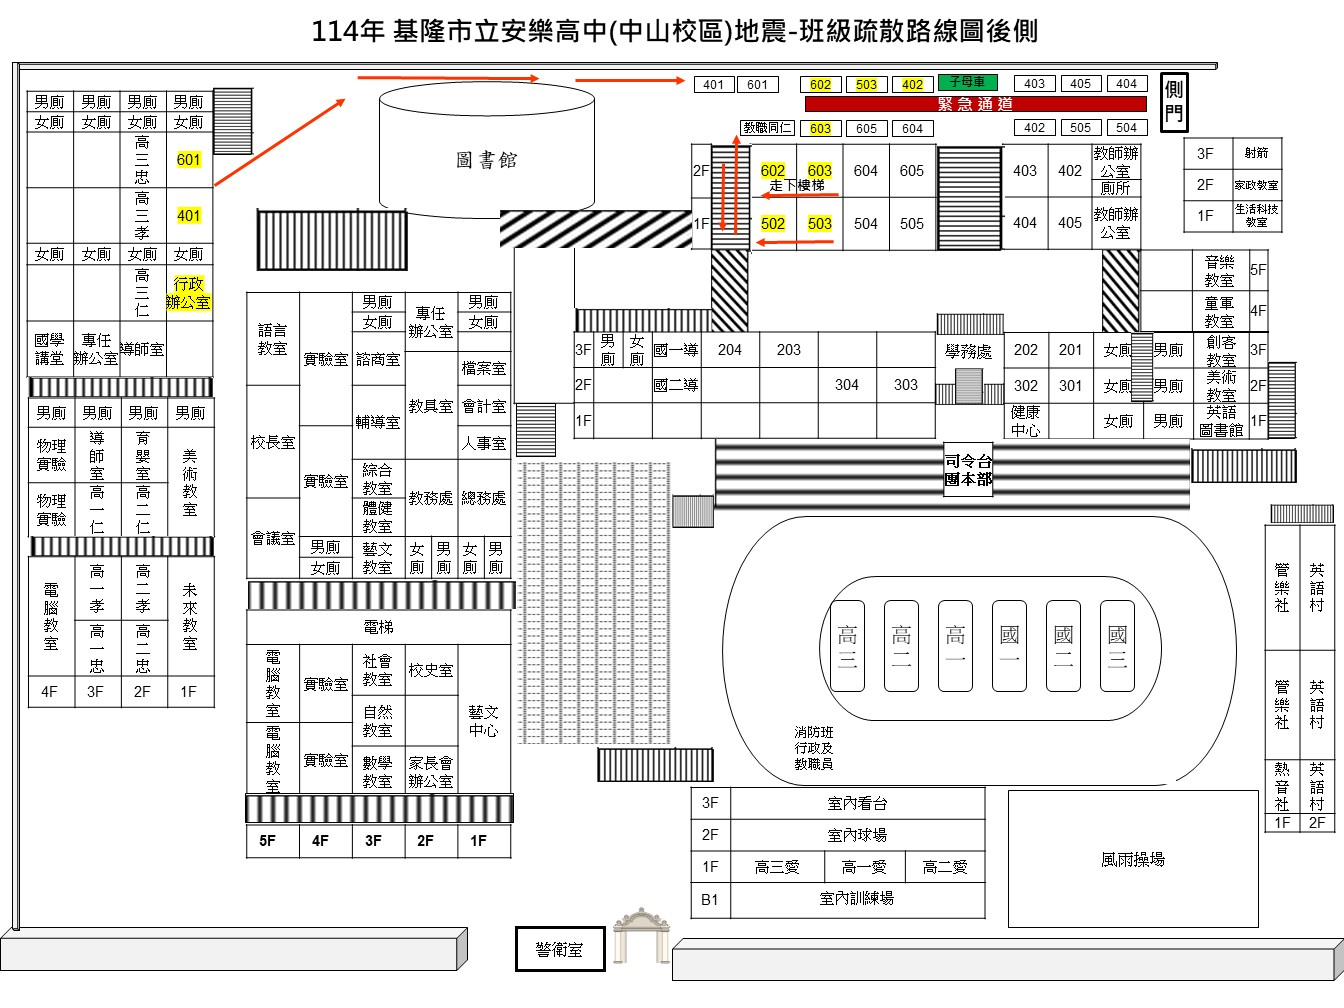 114年 基隆市立安樂高中(中山校區)地震-班級疏散路線圖後側
401 601 602 503 402 子母車 403 405 404
緊急通道
側門
教職同仁 603 605 604 402 505 504
男廁 男廁 男廁 男廁
女廁 女廁 女廁 女廁
高三忠 601
高三孝 401
女廁 女廁 女廁 女廁
高三仁 行政辦公室
國學講堂 專任辦公室 導師室
男廁 男廁 男廁 男廁
物理實驗 導師室 育嬰室 美術教室
物理實驗 高一仁 高二仁
電腦教室 高一孝 高二孝 未來教室
高一忠 高二忠
4F 3F 2F 1F
圖書館
2F 602 603 604 605 403 402 教師辦公室
廁所
走下樓梯
1F 502 503 504 505 404 405 教師辦公室
3F 射箭
2F 家政教室
1F 生活科技教室
音樂教室 5F
童軍教室 4F
3F 男廁 女廁 國一導 204 203 學務處 202 201 女廁 男廁 創客教室 3F
2F 國二導 304 303 302 301 女廁 男廁 美術教室 2F
1F 健康中心 女廁 男廁 英語圖書館 1F
語言教室 實驗室 男廁 專任辦公室 男廁
女廁 女廁
諮商室 檔案室
校長室 實驗室 輔導室 教具室 會計室
人事室
綜合教室 教務處 總務處
會議室 體健教室
男廁 藝文教室 女廁 男廁 女廁 男廁
女廁
電梯
電腦教室 實驗室 社會教室 校史室 藝文中心
自然教室
電腦教室 實驗室 數學教室 家長會辦公室
5F 4F 3F 2F 1F
司令台
團本部
高三 高二 高一 國一 國二 國三
消防班
行政及
教職員
管樂社 英語村
管樂社 英語村
熱音社 英語村
1F 2F
3F 室內看台
2F 室內球場
1F 高三愛 高一愛 高二愛
B1 室內訓練場
風雨操場
警衛室